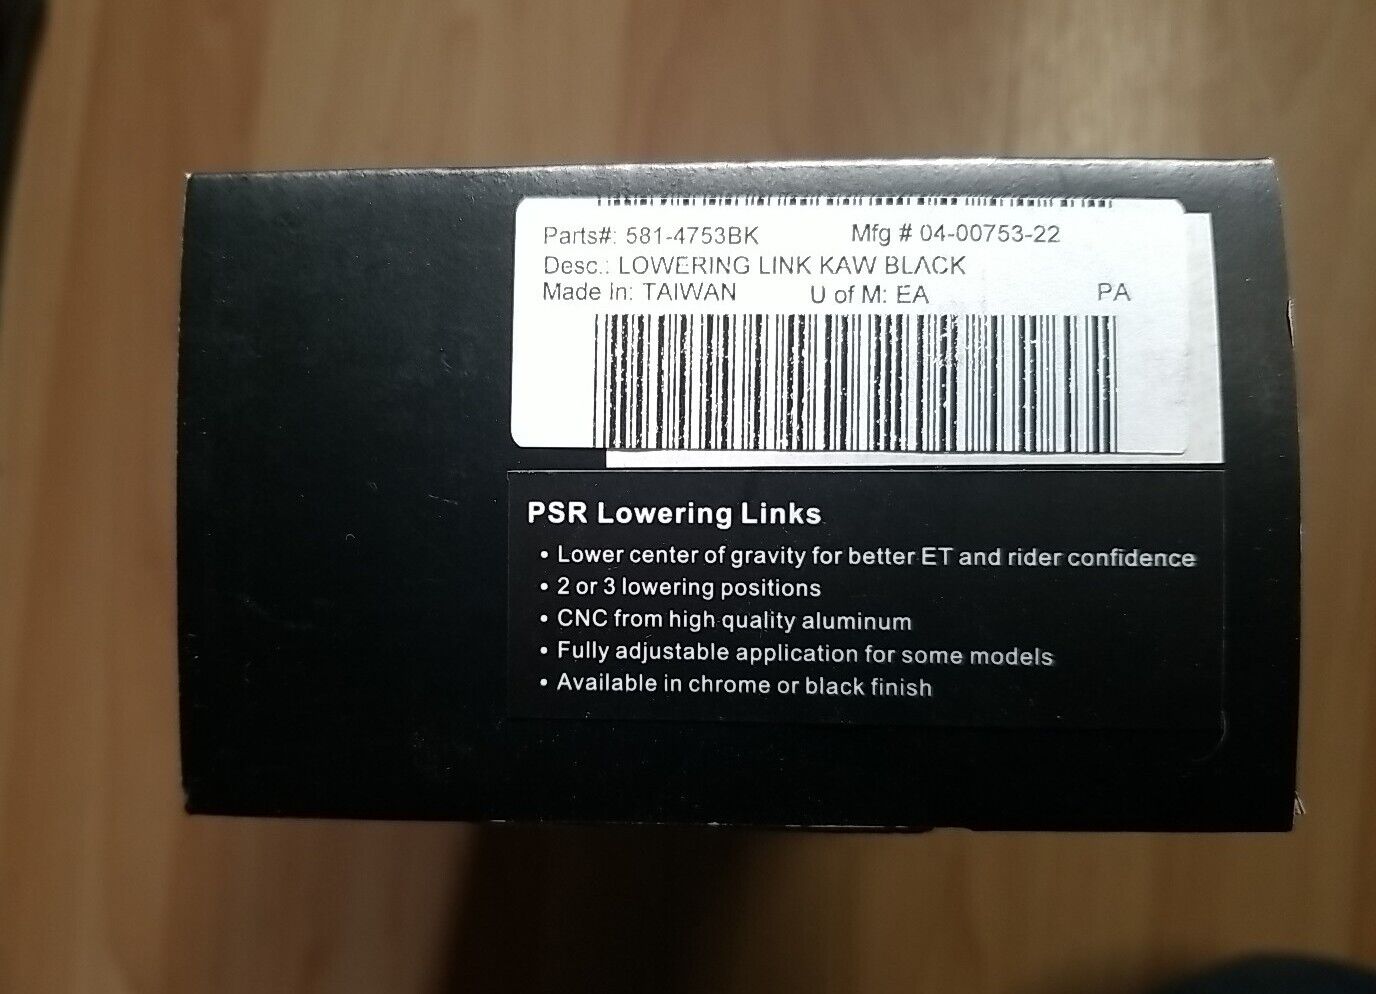 Parts#: 581-4753BK Mfg # 04-00753-22
Desc.: LOWERING LINK KAW BLACK
Made in: TAIWAN U of M: EA PA
PSR Lowering Links
• Lower center of gravity for better ET and rider confidence
• 2 or 3 lowering positions
• CNC from high quality aluminum
• Fully adjustable application for some models
• Available in chrome or black finish